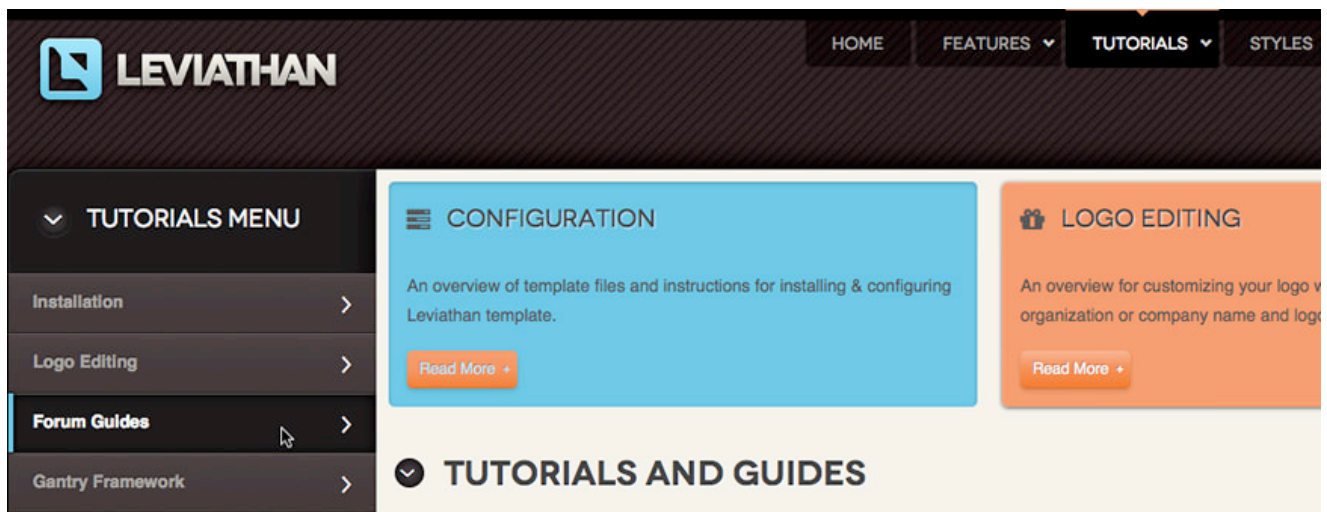 LEVIATHAN
HOME
FEATURES
TUTORIALS
STYLES
TUTORIALS MENU
Installation
Logo Editing
Forum Guides
Gantry Framework
CONFIGURATION
An overview of template files and instructions for installing & configuring
Leviathan template.
Read More +
LOGO EDITING
An overview for customizing your logo
organization or company name and logo
Read More +
TUTORIALS AND GUIDES